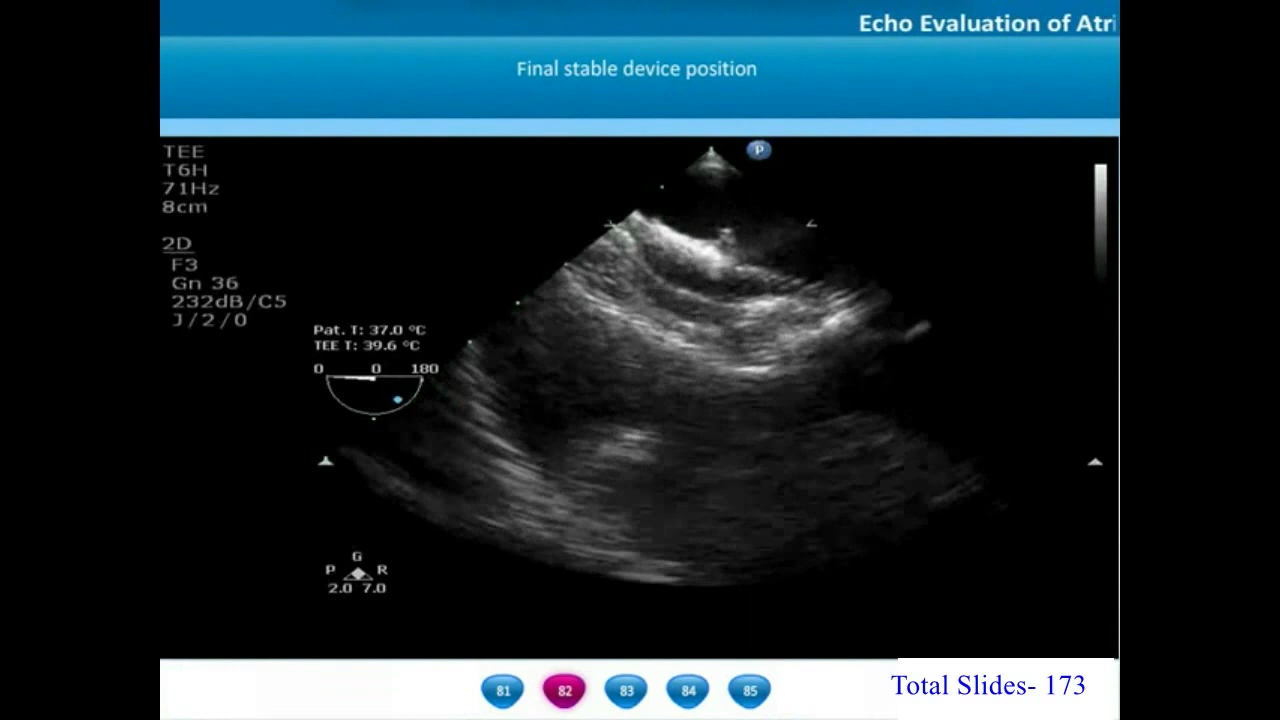 Echo Evaluation of Atri
Final stable device position
TEE
T6H
71Hz
8cm
2D
F3
Gn 36
232dB/C5
J/2/0
P
Pat. T: 37.0 °C
TEE T: 39.6 °C
0 0 180
G
P R
2.0 7.0
81 82 83 84 85
Total Slides- 173